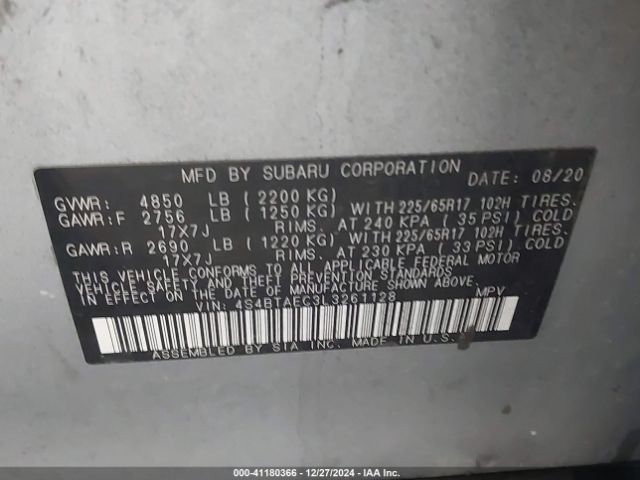 MFD BY SUBARU CORPORATION DATE: 08/20
GVWR: 4850 LB (2200 KG)
GAWR:F 2756 LB (1250 KG) WITH 225/65R17 102H TIRES.
17X7J RIMS. AT 240 KPA (35 PSI) COLD
GAWR:R 2690 LB (1220 KG) WITH 225/65R17 102H TIRES.
17X7J RIMS. AT 230 KPA (33 PSI) COLD
THIS VEHICLE CONFORMS TO ALL APPLICABLE FEDERAL MOTOR
VEHICLE SAFETY AND THEFT PREVENTION STANDARDS IN EFFECT
ON THE DATE OF MANUFACTURE SHOWN ABOVE.
VIN: 4S4BTAEC3L3261128 MPV
ASSEMBLED BY SIA INC. MADE IN U.S.
000-41180366 - 12/27/2024 - IAA Inc.